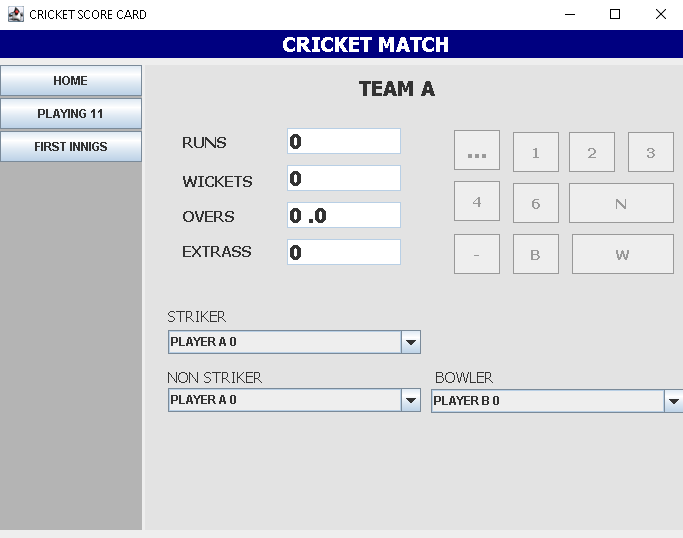 CRICKET SCORE CARD
CRICKET MATCH
HOME
PLAYING 11
FIRST INNIGS
TEAM A
RUNS 0
WICKETS 0
OVERS 0 .0
EXTRASS 0
... 1 2 3
4 6 N
- B W
STRIKER
PLAYER A 0
NON STRIKER BOWLER
PLAYER A 0 PLAYER B 0